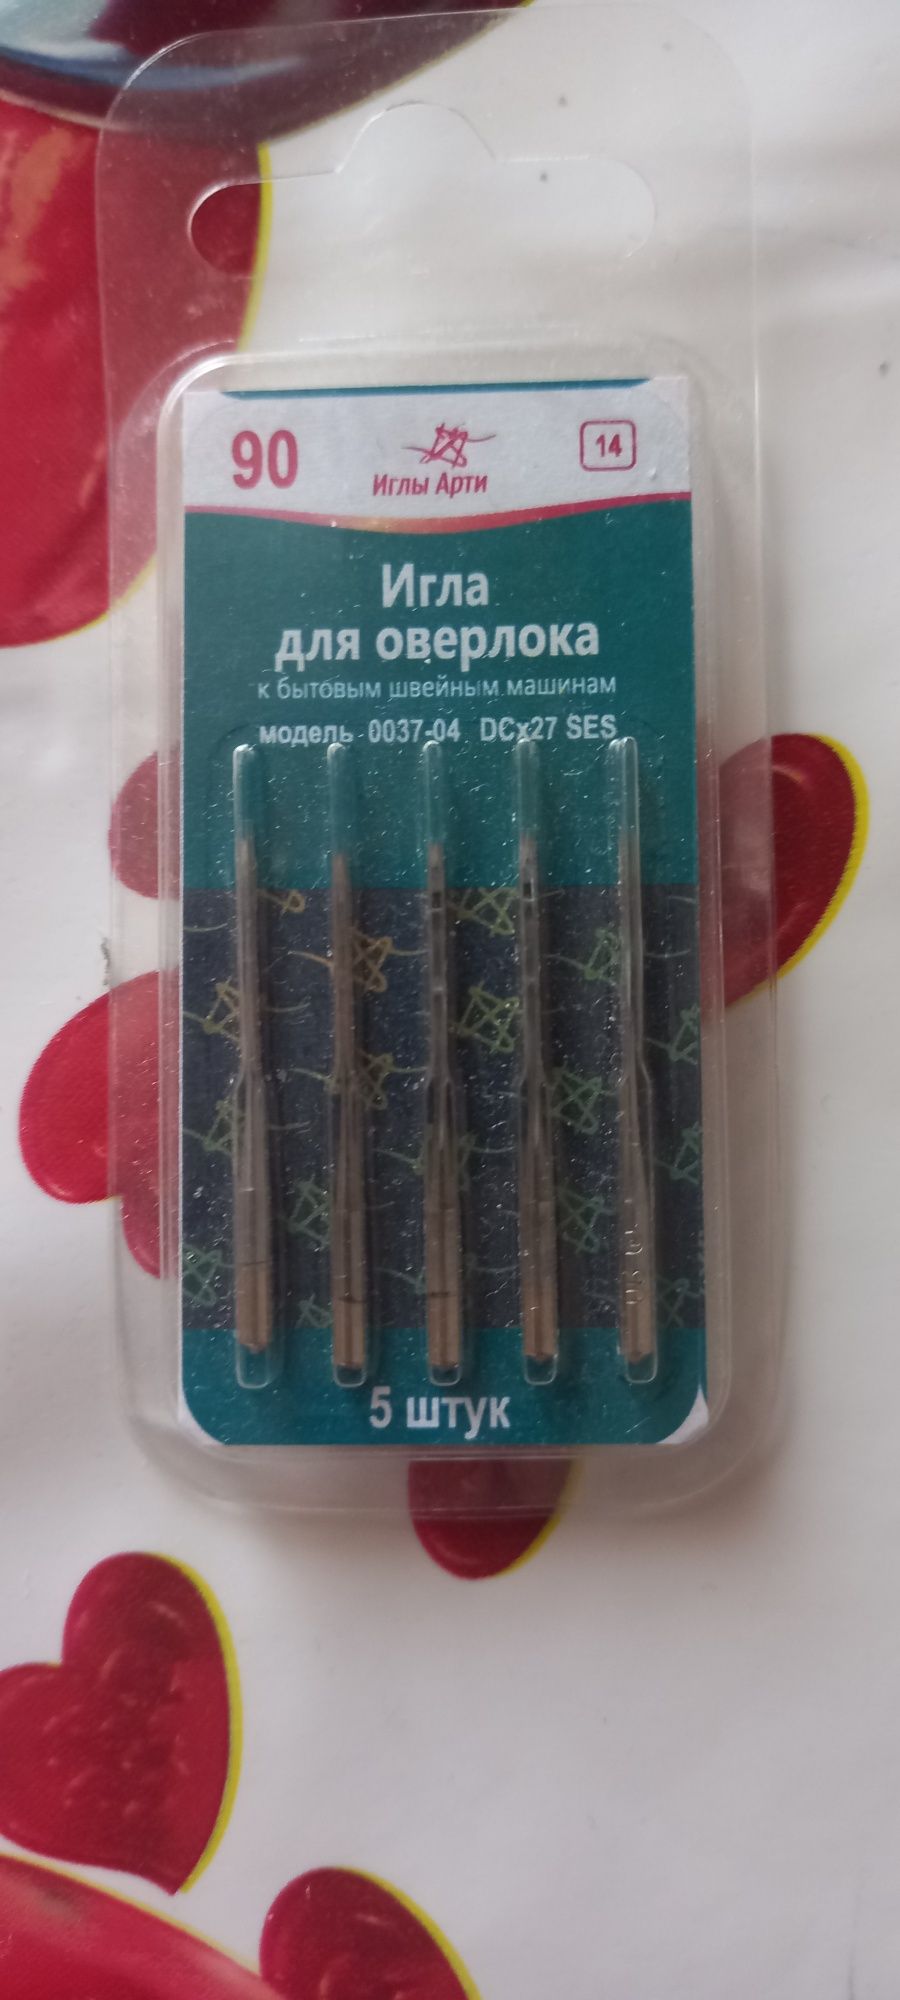 90
14
Иглы Арти
Игла
для оверлока
к бытовым швейным машинам
модель 0037-04 DCx27 SES
5 штук